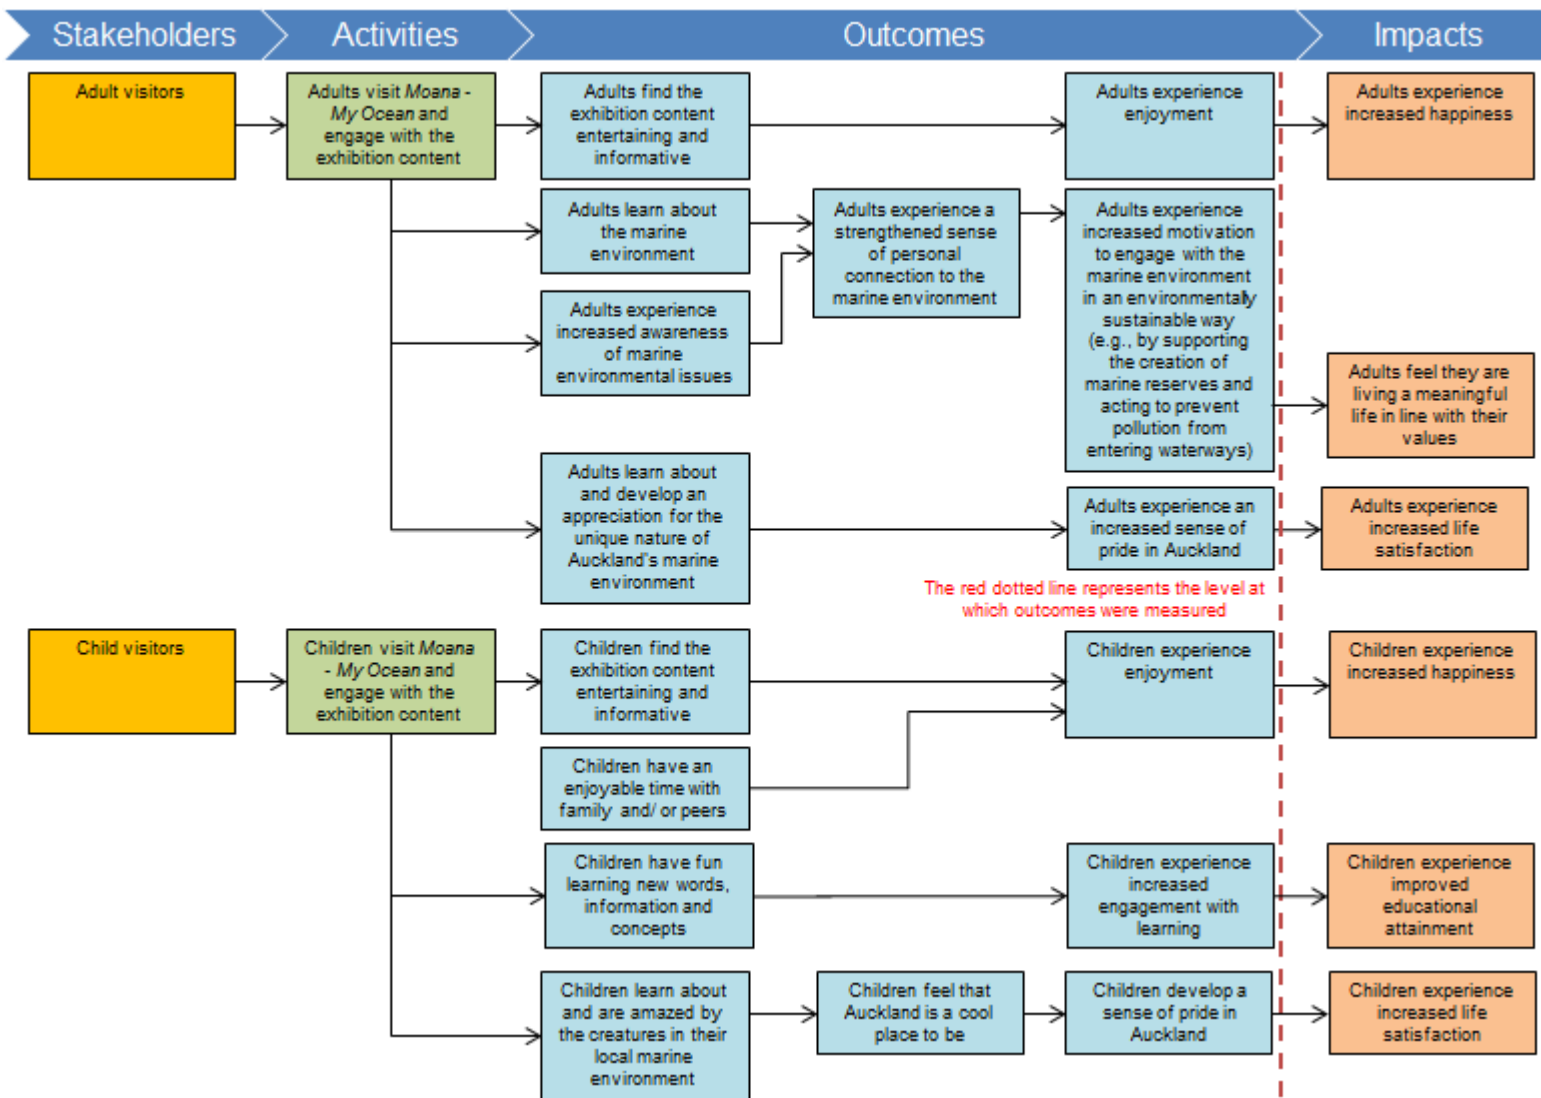 Stakeholders
Activities
Outcomes
Impacts
Adult visitors
Adults visit Moana -
My Ocean and
engage with the
exhibition content
Adults find the
exhibition content
entertaining and
informative
Adults experience
enjoyment
Adults experience
increased happiness
Adults learn about
the marine
environment
Adults experience
increased awareness
of marine
environmental issues
Adults experience a
strengthened sense
of personal
connection to the
marine environment
Adults experience
increased motivation
to engage with the
marine environment
in an environmentally
sustainable way
(e.g., by supporting
the creation of
marine reserves and
acting to prevent
pollution from
entering waterways)
Adults feel they are
living a meaningful
life in line with their
values
Adults learn about
and develop an
appreciation for the
unique nature of
Auckland's marine
environment
Adults experience an
increased sense of
pride in Auckland
Adults experience
increased life
satisfaction
The red dotted line represents the level at
which outcomes were measured
Child visitors
Children visit Moana
- My Ocean and
engage with the
exhibition content
Children find the
exhibition content
entertaining and
informative
Children experience
enjoyment
Children experience
increased happiness
Children have an
enjoyable time with
family and/ or peers
Children have fun
learning new words,
information and
concepts
Children experience
increased
engagement with
learning
Children experience
improved
educational
attainment
Children learn about
and are amazed by
the creatures in their
local marine
environment
Children feel that
Auckland is a cool
place to be
Children develop a
sense of pride in
Auckland
Children experience
increased life
satisfaction